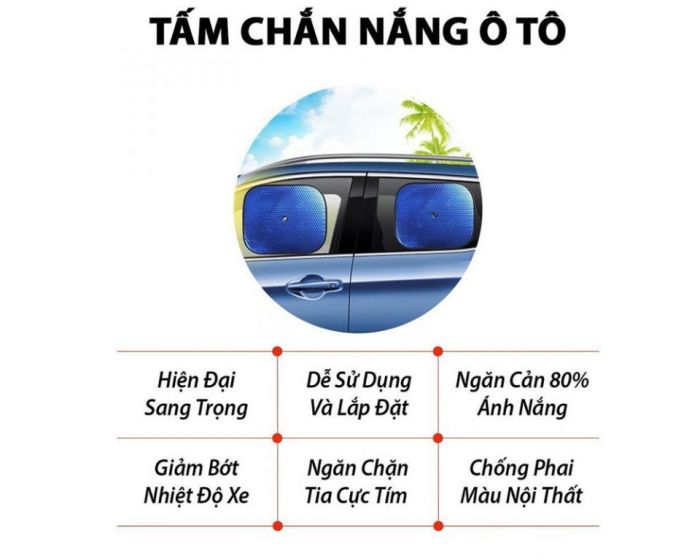 TẤM CHẮN NẮNG Ô TÔ
Hiện Đại
Sang Trọng
Dễ Sử Dụng
Và Lắp Đặt
Ngăn Cản 80%
Ánh Nắng
Giảm Bớt
Nhiệt Độ Xe
Ngăn Chặn
Tia Cực Tím
Chống Phai
Màu Nội Thất